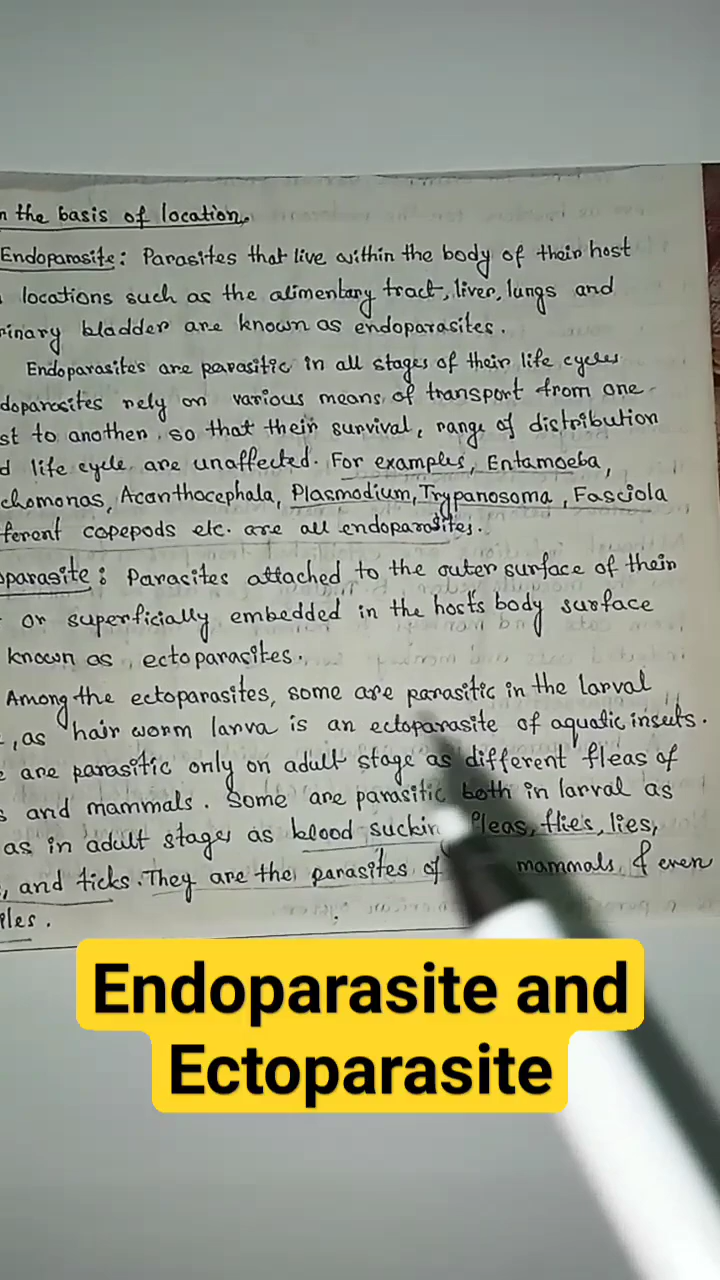 n the basis of location.
Endoparasite: Parasites that live within the body of their host
locations such as the alimentary tract, liver, lungs and
rinary bladder are known as endoparasites.
Endoparasites are parasitic in all stages of their life cycles
doparasites rely on various means of transport from one
st to another so that their survival, range of distribution
d life cycle are unaffected. For examples, Entamoeba,
chomonas, Acanthocephala, Plasmodium, Trypanosoma, Fasciola
ferent copepods etc. are all endoparasites.
oparasite: Parasites attached to the outer surface of their
or superficially embedded in the host's body surface
known as ectoparasites.
Among the ectoparasites, some are parasitic in the larval
, as hair worm larva is an ectoparasite of aquatic insets.
e are parasitic only on adult stage as different fleas of
s and mammals. Some are parasitic both in larval as
as in adult stages as blood suckin fleas, flies, lies,
, and ticks. They are the parasites of mammals, & even
ples.
Endoparasite and
Ectoparasite